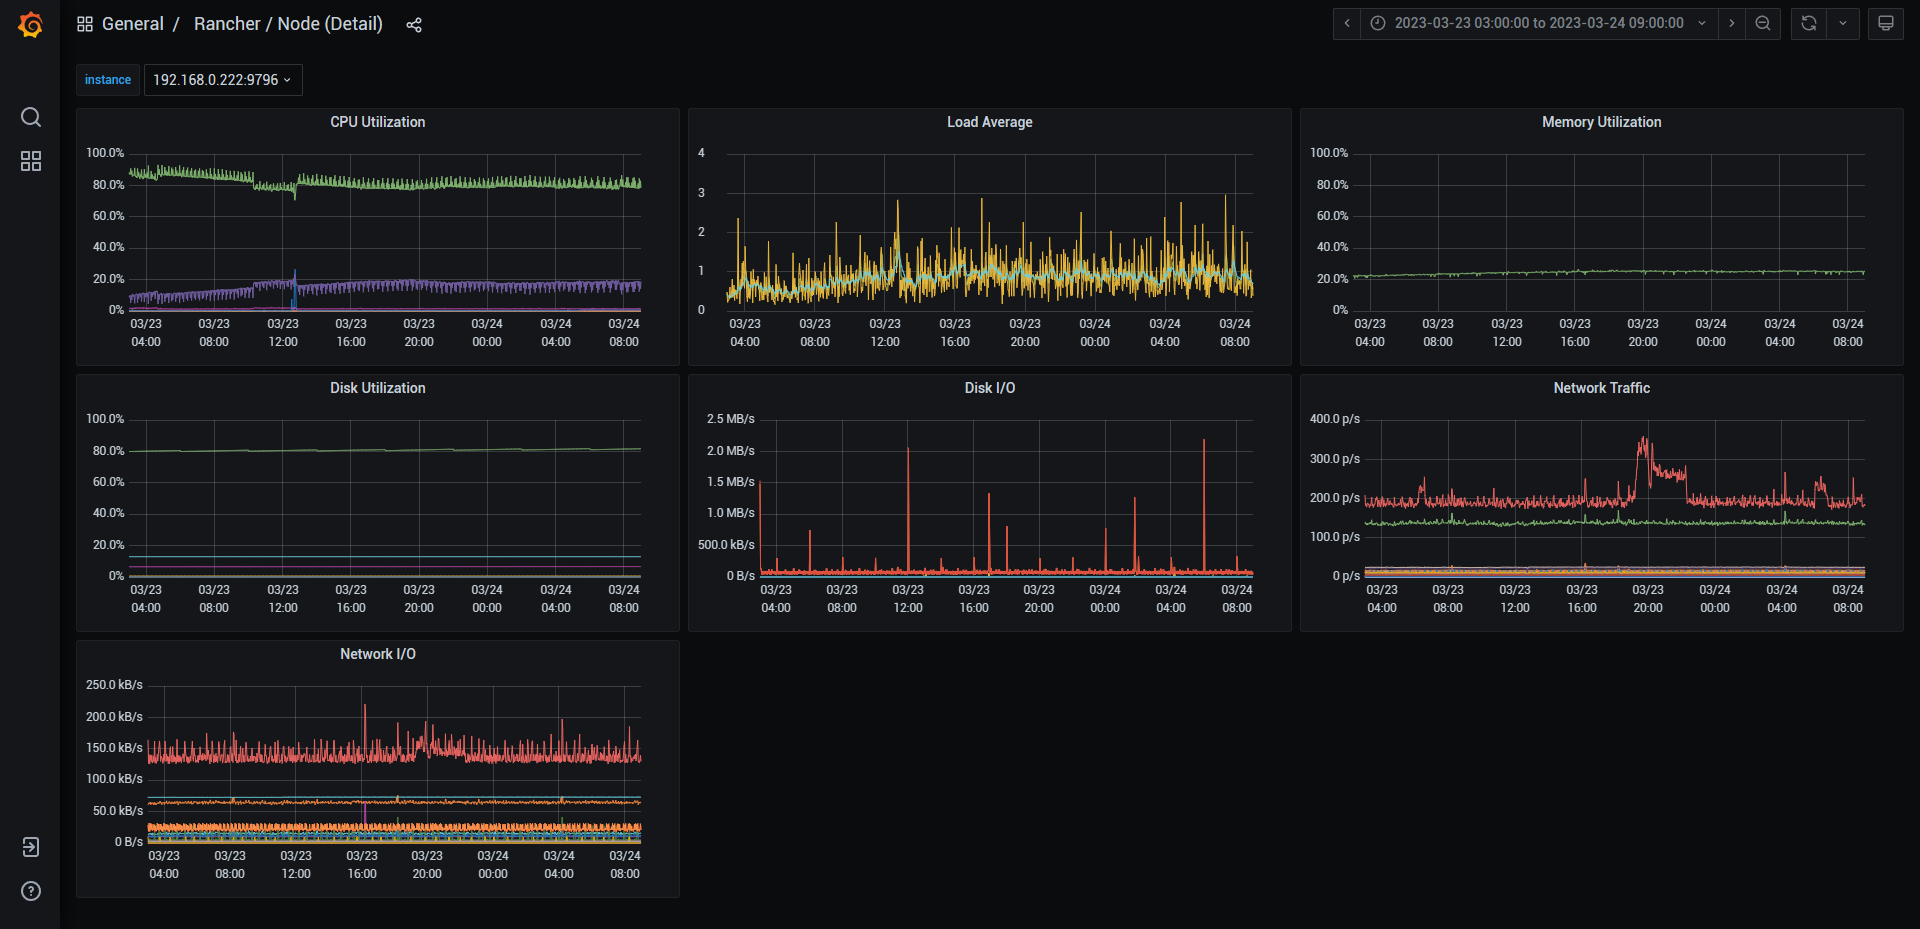 General / Rancher / Node (Detail)
2023-03-23 03:00:00 to 2023-03-24 09:00:00
instance 192.168.0.222:9796
CPU Utilization
100.0%
80.0%
60.0%
40.0%
20.0%
0%
03/23 03/23 03/23 03/23 03/23 03/24 03/24 03/24
04:00 08:00 12:00 16:00 20:00 00:00 04:00 08:00
Load Average
4
3
2
1
0
03/23 03/23 03/23 03/23 03/23 03/24 03/24 03/24
04:00 08:00 12:00 16:00 20:00 00:00 04:00 08:00
Memory Utilization
100.0%
80.0%
60.0%
40.0%
20.0%
0%
03/23 03/23 03/23 03/23 03/23 03/24 03/24 03/24
04:00 08:00 12:00 16:00 20:00 00:00 04:00 08:00
Disk Utilization
100.0%
80.0%
60.0%
40.0%
20.0%
0%
03/23 03/23 03/23 03/23 03/23 03/24 03/24 03/24
04:00 08:00 12:00 16:00 20:00 00:00 04:00 08:00
Disk I/O
2.5 MB/s
2.0 MB/s
1.5 MB/s
1.0 MB/s
500.0 kB/s
0 B/s
03/23 03/23 03/23 03/23 03/23 03/24 03/24 03/24
04:00 08:00 12:00 16:00 20:00 00:00 04:00 08:00
Network Traffic
400.0 p/s
300.0 p/s
200.0 p/s
100.0 p/s
0 p/s
03/23 03/23 03/23 03/23 03/23 03/24 03/24 03/24
04:00 08:00 12:00 16:00 20:00 00:00 04:00 08:00
Network I/O
250.0 kB/s
200.0 kB/s
150.0 kB/s
100.0 kB/s
50.0 kB/s
0 B/s
03/23 03/23 03/23 03/23 03/23 03/24 03/24 03/24
04:00 08:00 12:00 16:00 20:00 00:00 04:00 08:00